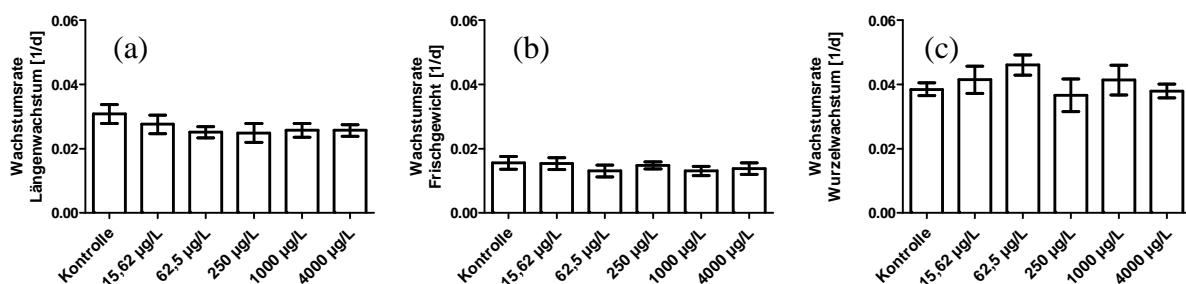 (a)
Wachstumsrate
Längenwachstum [1/d]
0.06
0.04
0.02
0.00
Kontrolle
15,62 µg/L
62,5 µg/L
250 µg/L
1000 µg/L
4000 µg/L
(b)
Wachstumsrate
Frischgewicht [1/d]
0.06
0.04
0.02
0.00
Kontrolle
15,62 µg/L
62,5 µg/L
250 µg/L
1000 µg/L
4000 µg/L
(c)
Wachstumsrate
Wurzelwachstum [1/d]
0.06
0.04
0.02
0.00
Kontrolle
15,62 µg/L
62,5 µg/L
250 µg/L
1000 µg/L
4000 µg/L